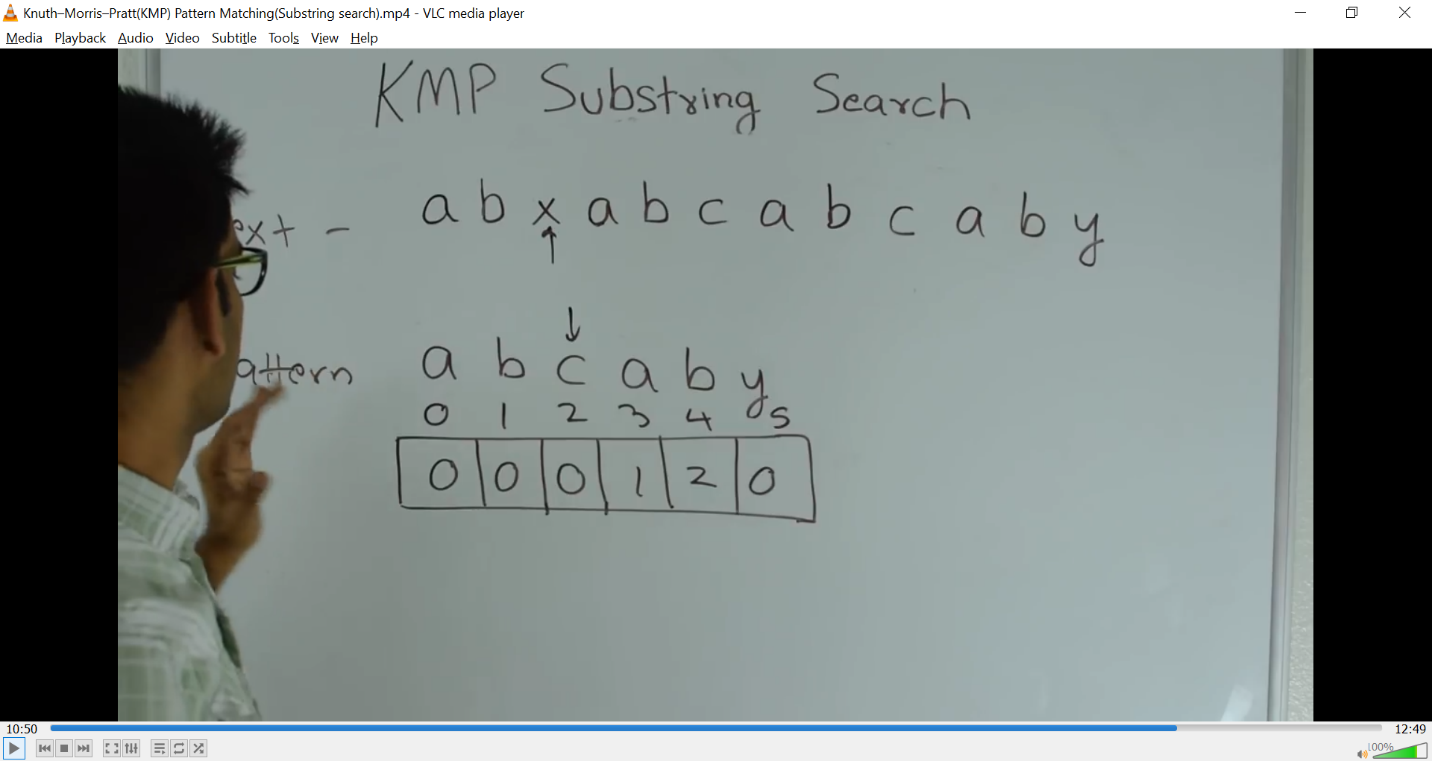 Knuth–Morris–Pratt(KMP) Pattern Matching(Substring search).mp4 - VLC media player
Media Playback Audio Video Subtitle Tools View Help
KMP Substring Search
ext - a b x a b c a b c a b y
↑
↓
attern a b c a b y
0 1 2 3 4 5
0 0 0 1 2 0
10:50 12:49
100%